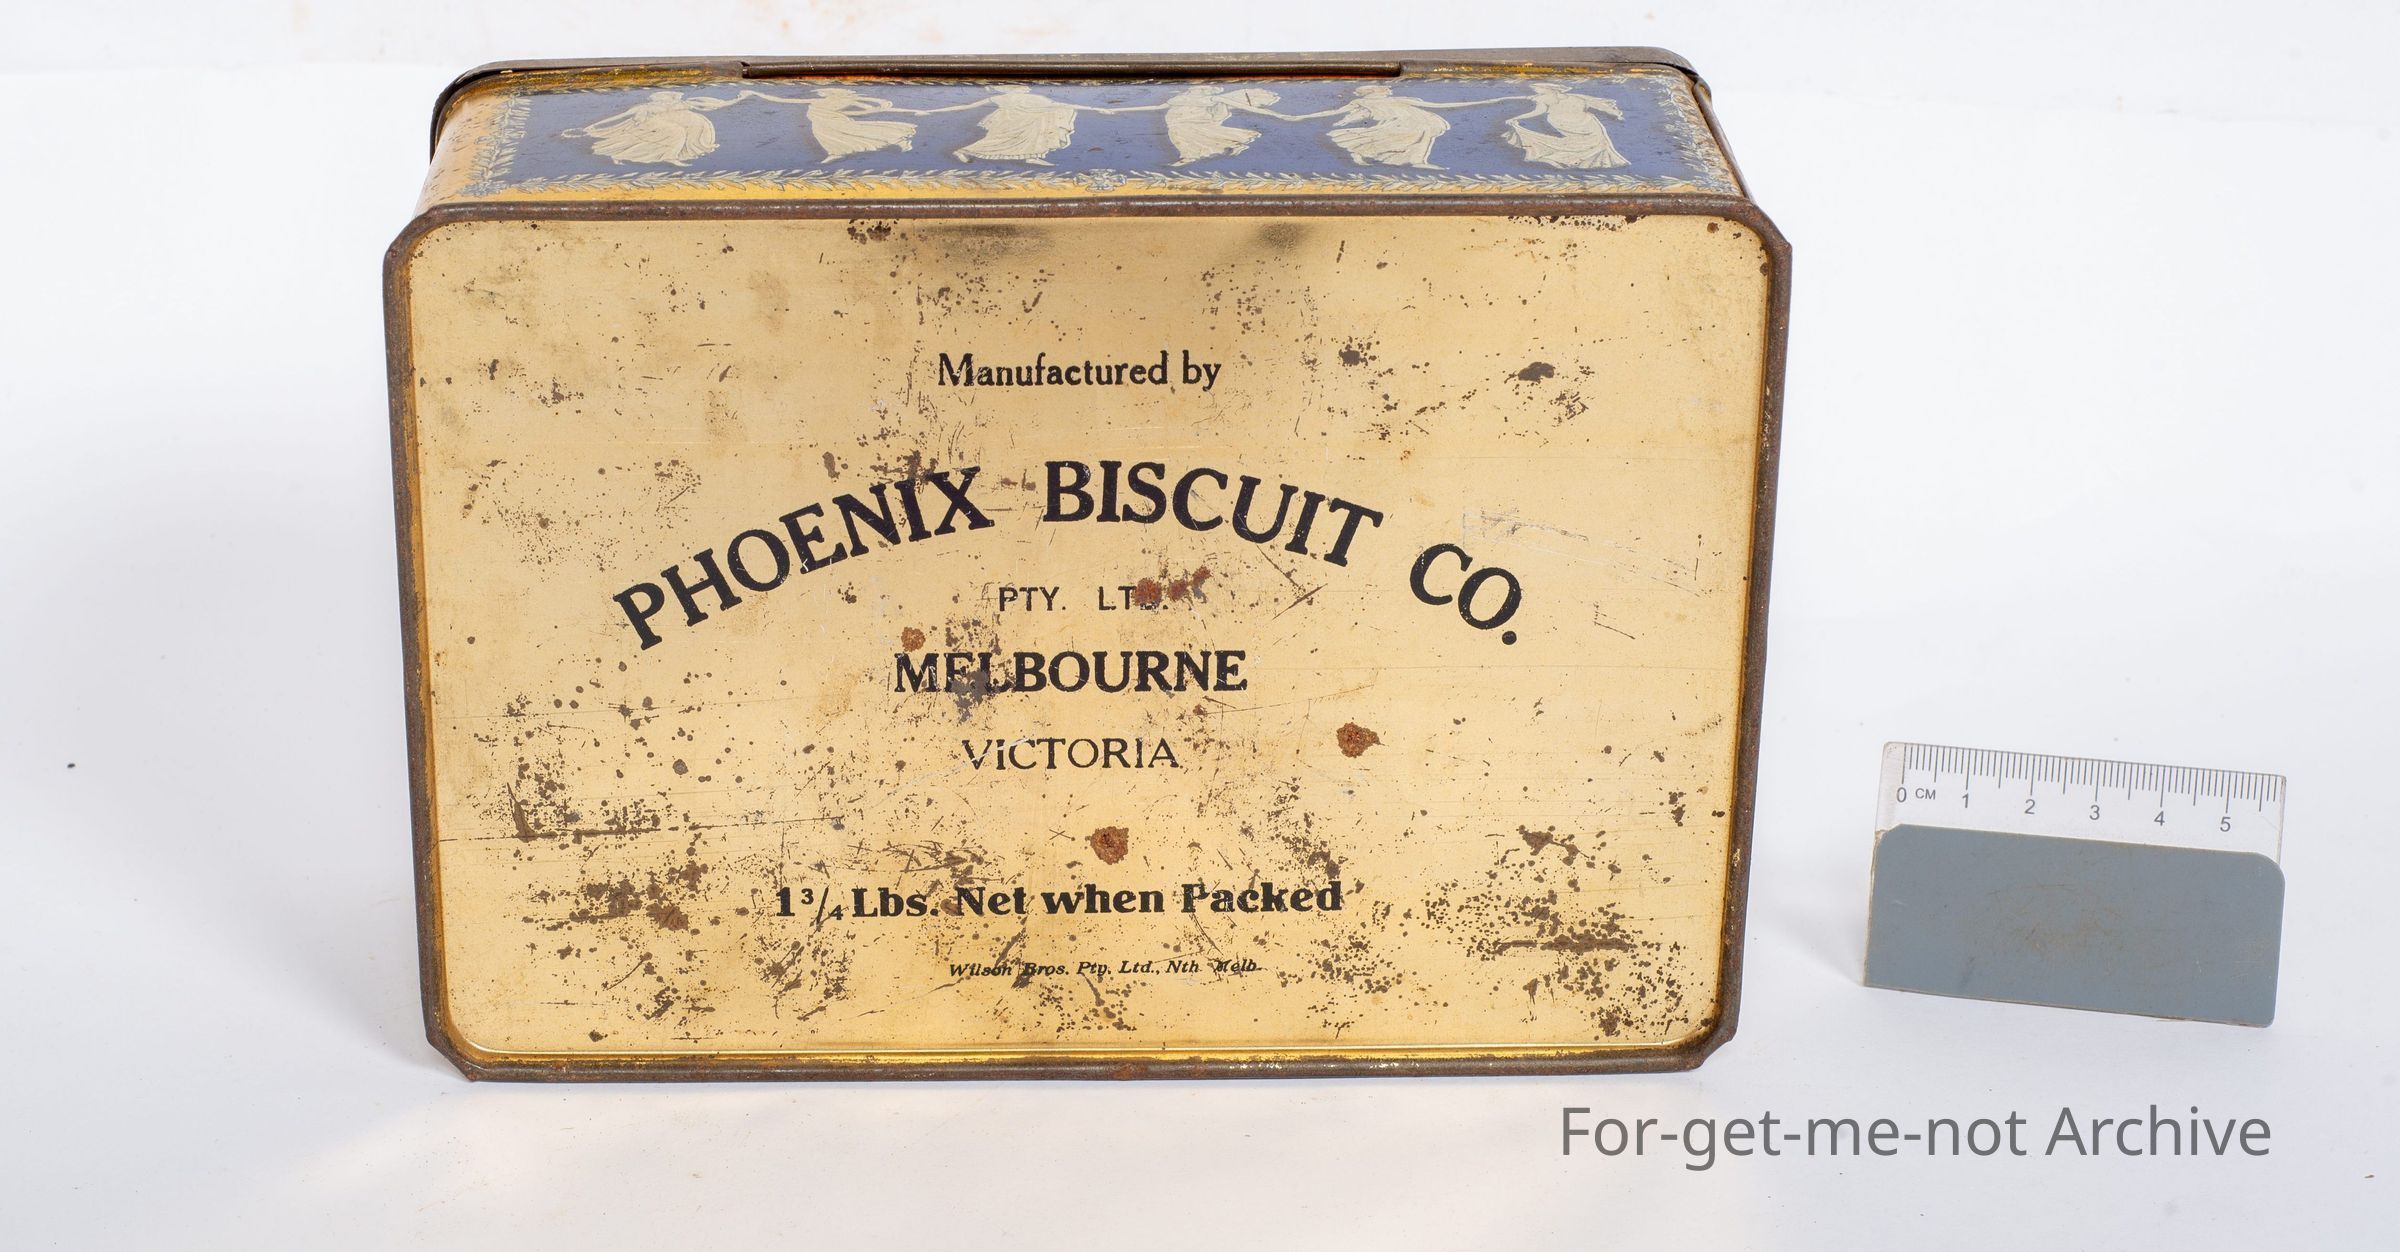 Manufactured by
PHOENIX BISCUIT CO.
PTY. LTD.
MELBOURNE
VICTORIA
1¾ Lbs. Net when Packed
Wilson Bros. Pty. Ltd., Nth Melb.
0 CM 1 2 3 4 5
For-get-me-not Archive